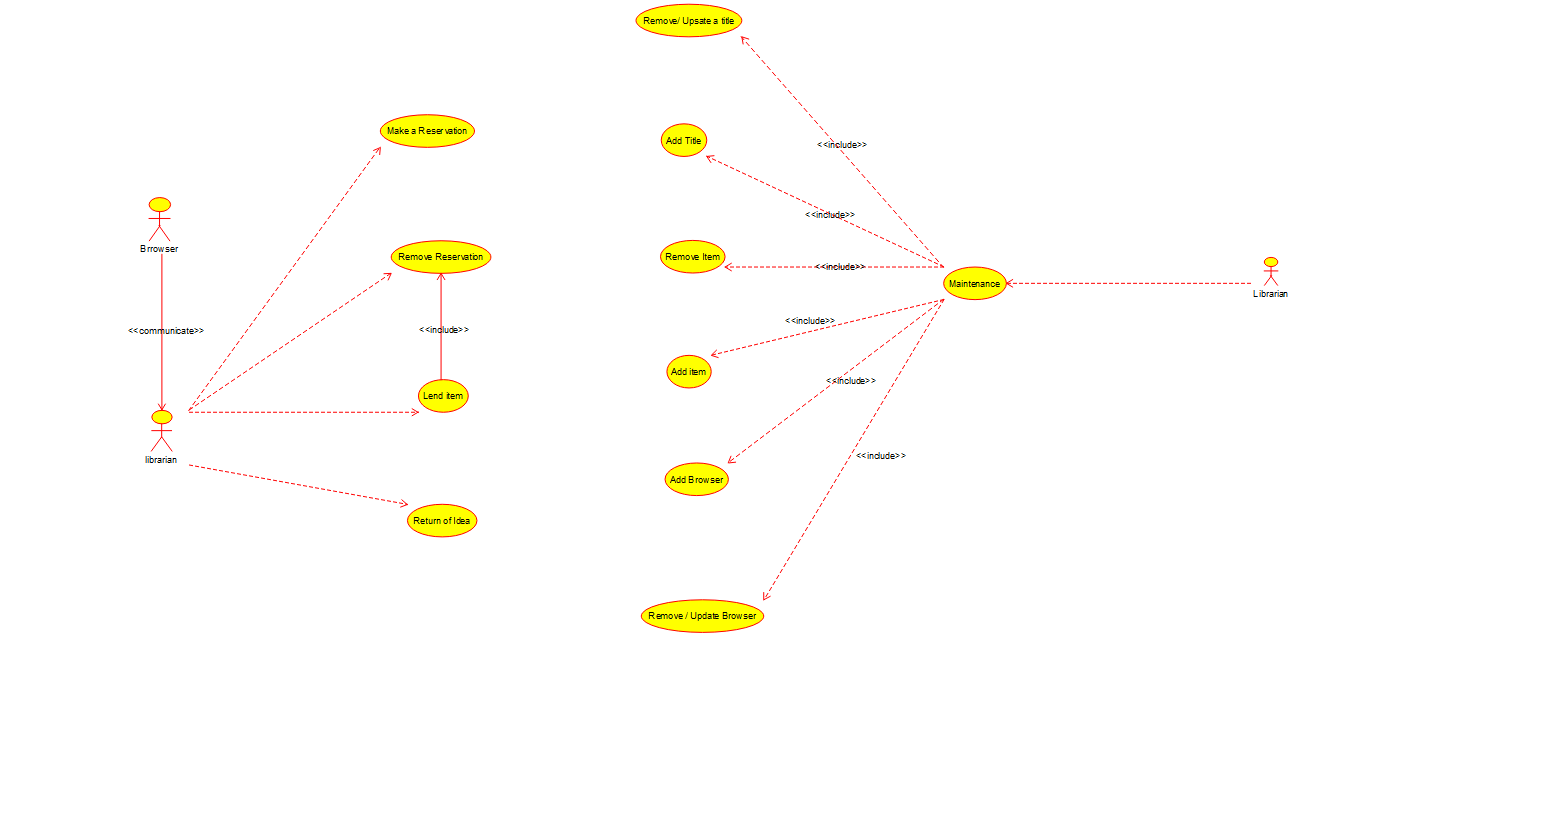 Remove/ Upsate a title
Make a Reservation
Add Title
<<include>>
<<include>>
Brrowser
Remove Reservation
Remove Item
<<include>>
Maintenance
Librarian
<<communicate>>
<<include>>
<<include>>
Add item
<<include>>
Lend item
librarian
<<include>>
Add Browser
Return of Idea
Remove / Update Browser